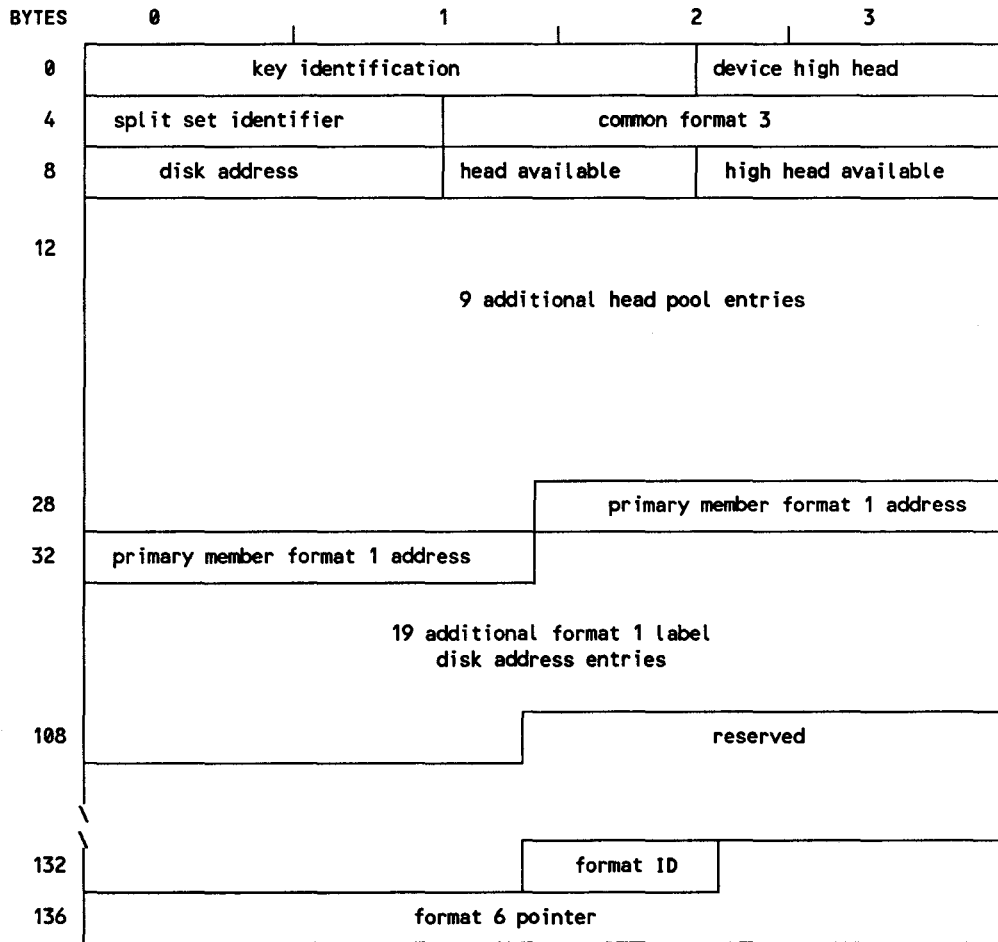 BYTES 0 1 2 3
0 key identification device high head
4 split set identifier common format 3
8 disk address head available high head available
12
9 additional head pool entries
28 primary member format 1 address
32 primary member format 1 address
19 additional format 1 label
disk address entries
108 reserved
132 format ID
136 format 6 pointer